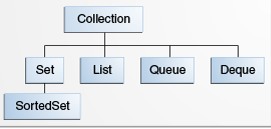 Collection
Set List Queue Deque
SortedSet